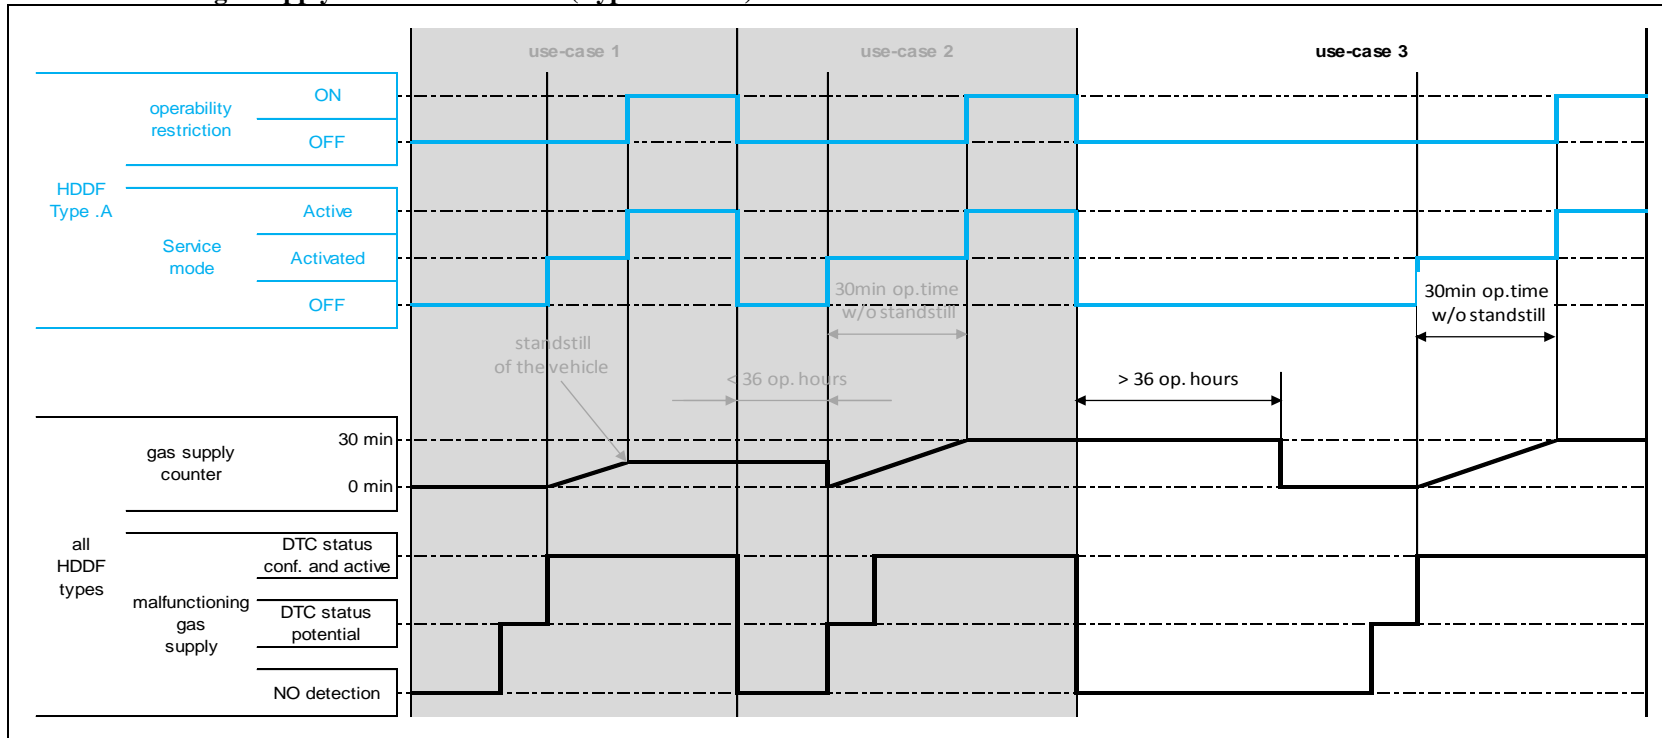 use-case 1
use-case 2
use-case 3
operability
restriction
ON
OFF
HDDF
Type .A
Service
mode
Active
Activated
OFF
30min op.time
w/o standstill
30min op.time
w/o standstill
standstill
of the vehicle
< 36 op. hours
> 36 op. hours
gas supply
counter
30 min
0 min
all
HDDF
types
malfunctioning
gas
supply
DTC status
conf. and active
DTC status
potential
NO detection